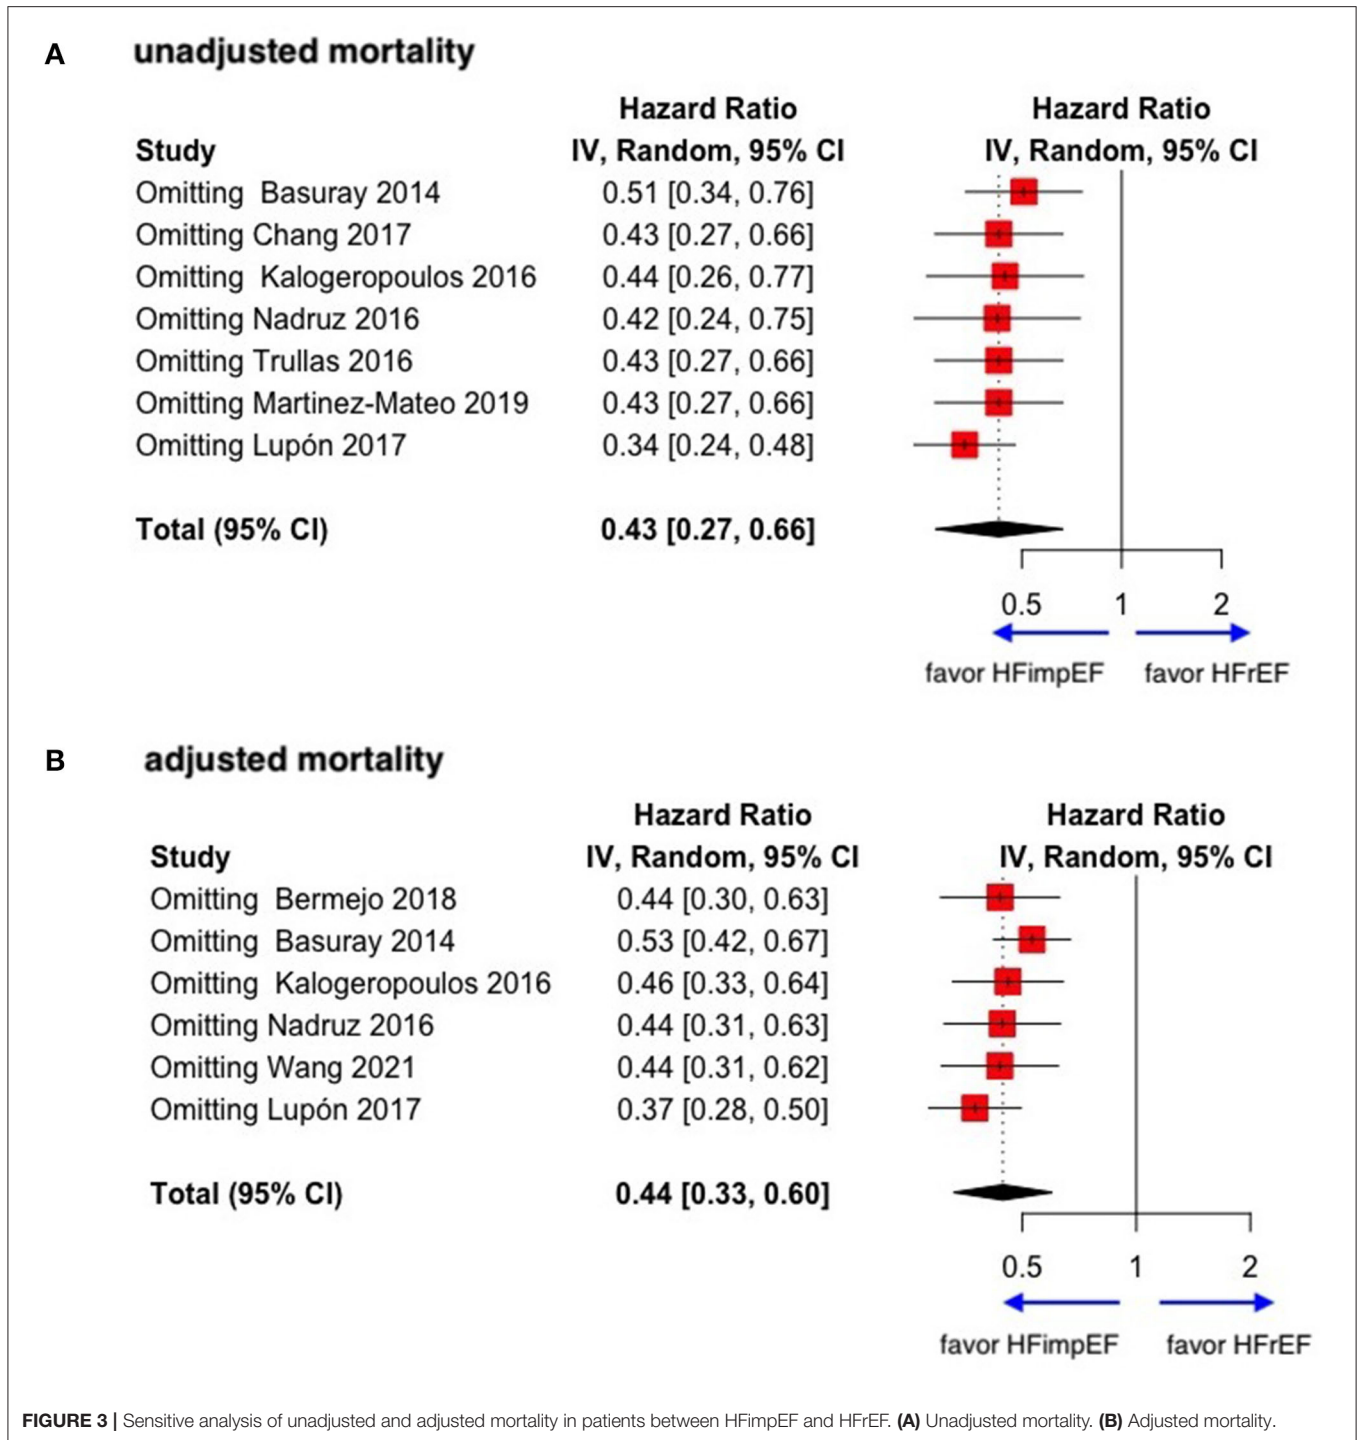 A unadjusted mortality
Hazard Ratio Hazard Ratio
Study IV, Random, 95% CI IV, Random, 95% CI
Omitting Basuray 2014 0.51 [0.34, 0.76]
Omitting Chang 2017 0.43 [0.27, 0.66]
Omitting Kalogeropoulos 2016 0.44 [0.26, 0.77]
Omitting Nadruz 2016 0.42 [0.24, 0.75]
Omitting Trullas 2016 0.43 [0.27, 0.66]
Omitting Martinez-Mateo 2019 0.43 [0.27, 0.66]
Omitting Lupón 2017 0.34 [0.24, 0.48]
Total (95% CI) 0.43 [0.27, 0.66]
0.5 1 2
favor HFimpEF favor HFrEF
B adjusted mortality
Hazard Ratio Hazard Ratio
Study IV, Random, 95% CI IV, Random, 95% CI
Omitting Bermejo 2018 0.44 [0.30, 0.63]
Omitting Basuray 2014 0.53 [0.42, 0.67]
Omitting Kalogeropoulos 2016 0.46 [0.33, 0.64]
Omitting Nadruz 2016 0.44 [0.31, 0.63]
Omitting Wang 2021 0.44 [0.31, 0.62]
Omitting Lupón 2017 0.37 [0.28, 0.50]
Total (95% CI) 0.44 [0.33, 0.60]
0.5 1 2
favor HFimpEF favor HFrEF
FIGURE 3 | Sensitive analysis of unadjusted and adjusted mortality in patients between HFimpEF and HFrEF. (A) Unadjusted mortality. (B) Adjusted mortality.